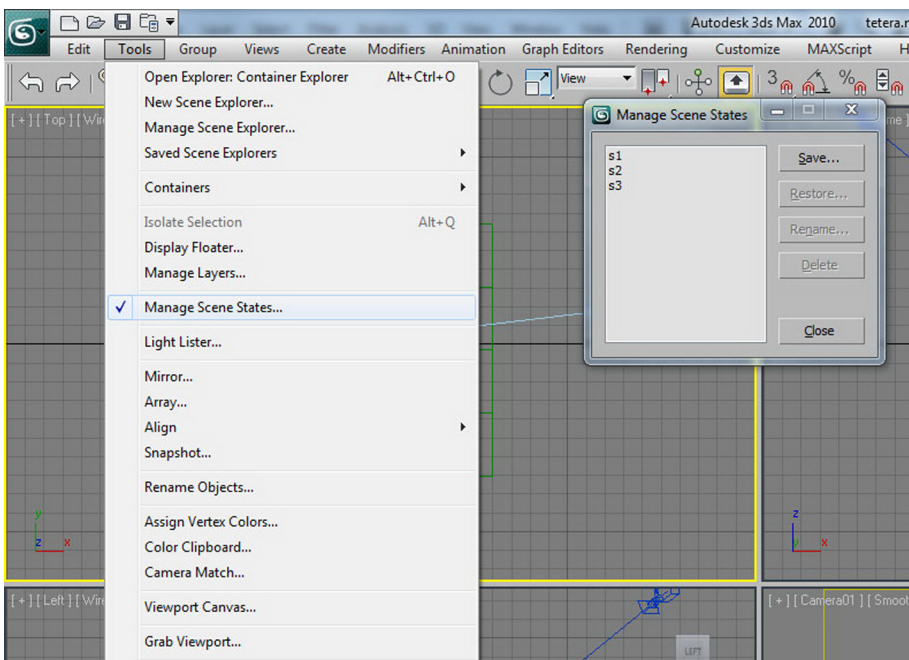 Autodesk 3ds Max 2010 tetera.
Edit Tools Group Views Create Modifiers Animation Graph Editors Rendering Customize MAXScript H
View 3 %
[+][Top][Wir
Open Explorer: Container Explorer Alt+Ctrl+O
New Scene Explorer...
Manage Scene Explorer...
Saved Scene Explorers
Containers
Isolate Selection Alt+Q
Display Floater...
Manage Layers...
Manage Scene States...
Light Lister...
Mirror...
Array...
Align
Snapshot...
Rename Objects...
Assign Vertex Colors...
Color Clipboard...
Camera Match...
Viewport Canvas...
Grab Viewport...
Manage Scene States
me]
s1
s2
s3
Save...
Restore...
Rename...
Delete
Close
y
z x
z
y x
[+][Left][Wir
[+][Camera01][Smoot
LEFT